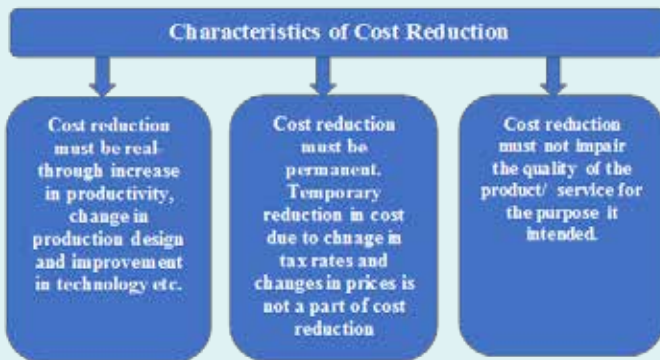 Characteristics of Cost Reduction
Cost reduction
must be real-
through increase
in productivity,
change in
production design
and improvement
in technology etc.
Cost reduction
must be
permanent.
Temporary
reduction in cost
due to chnage in
tax rates and
changes in prices is
not a part of cost
reduction
Cost reduction
must not impair
the quality of the
product/ service for
the purpose it
intended.